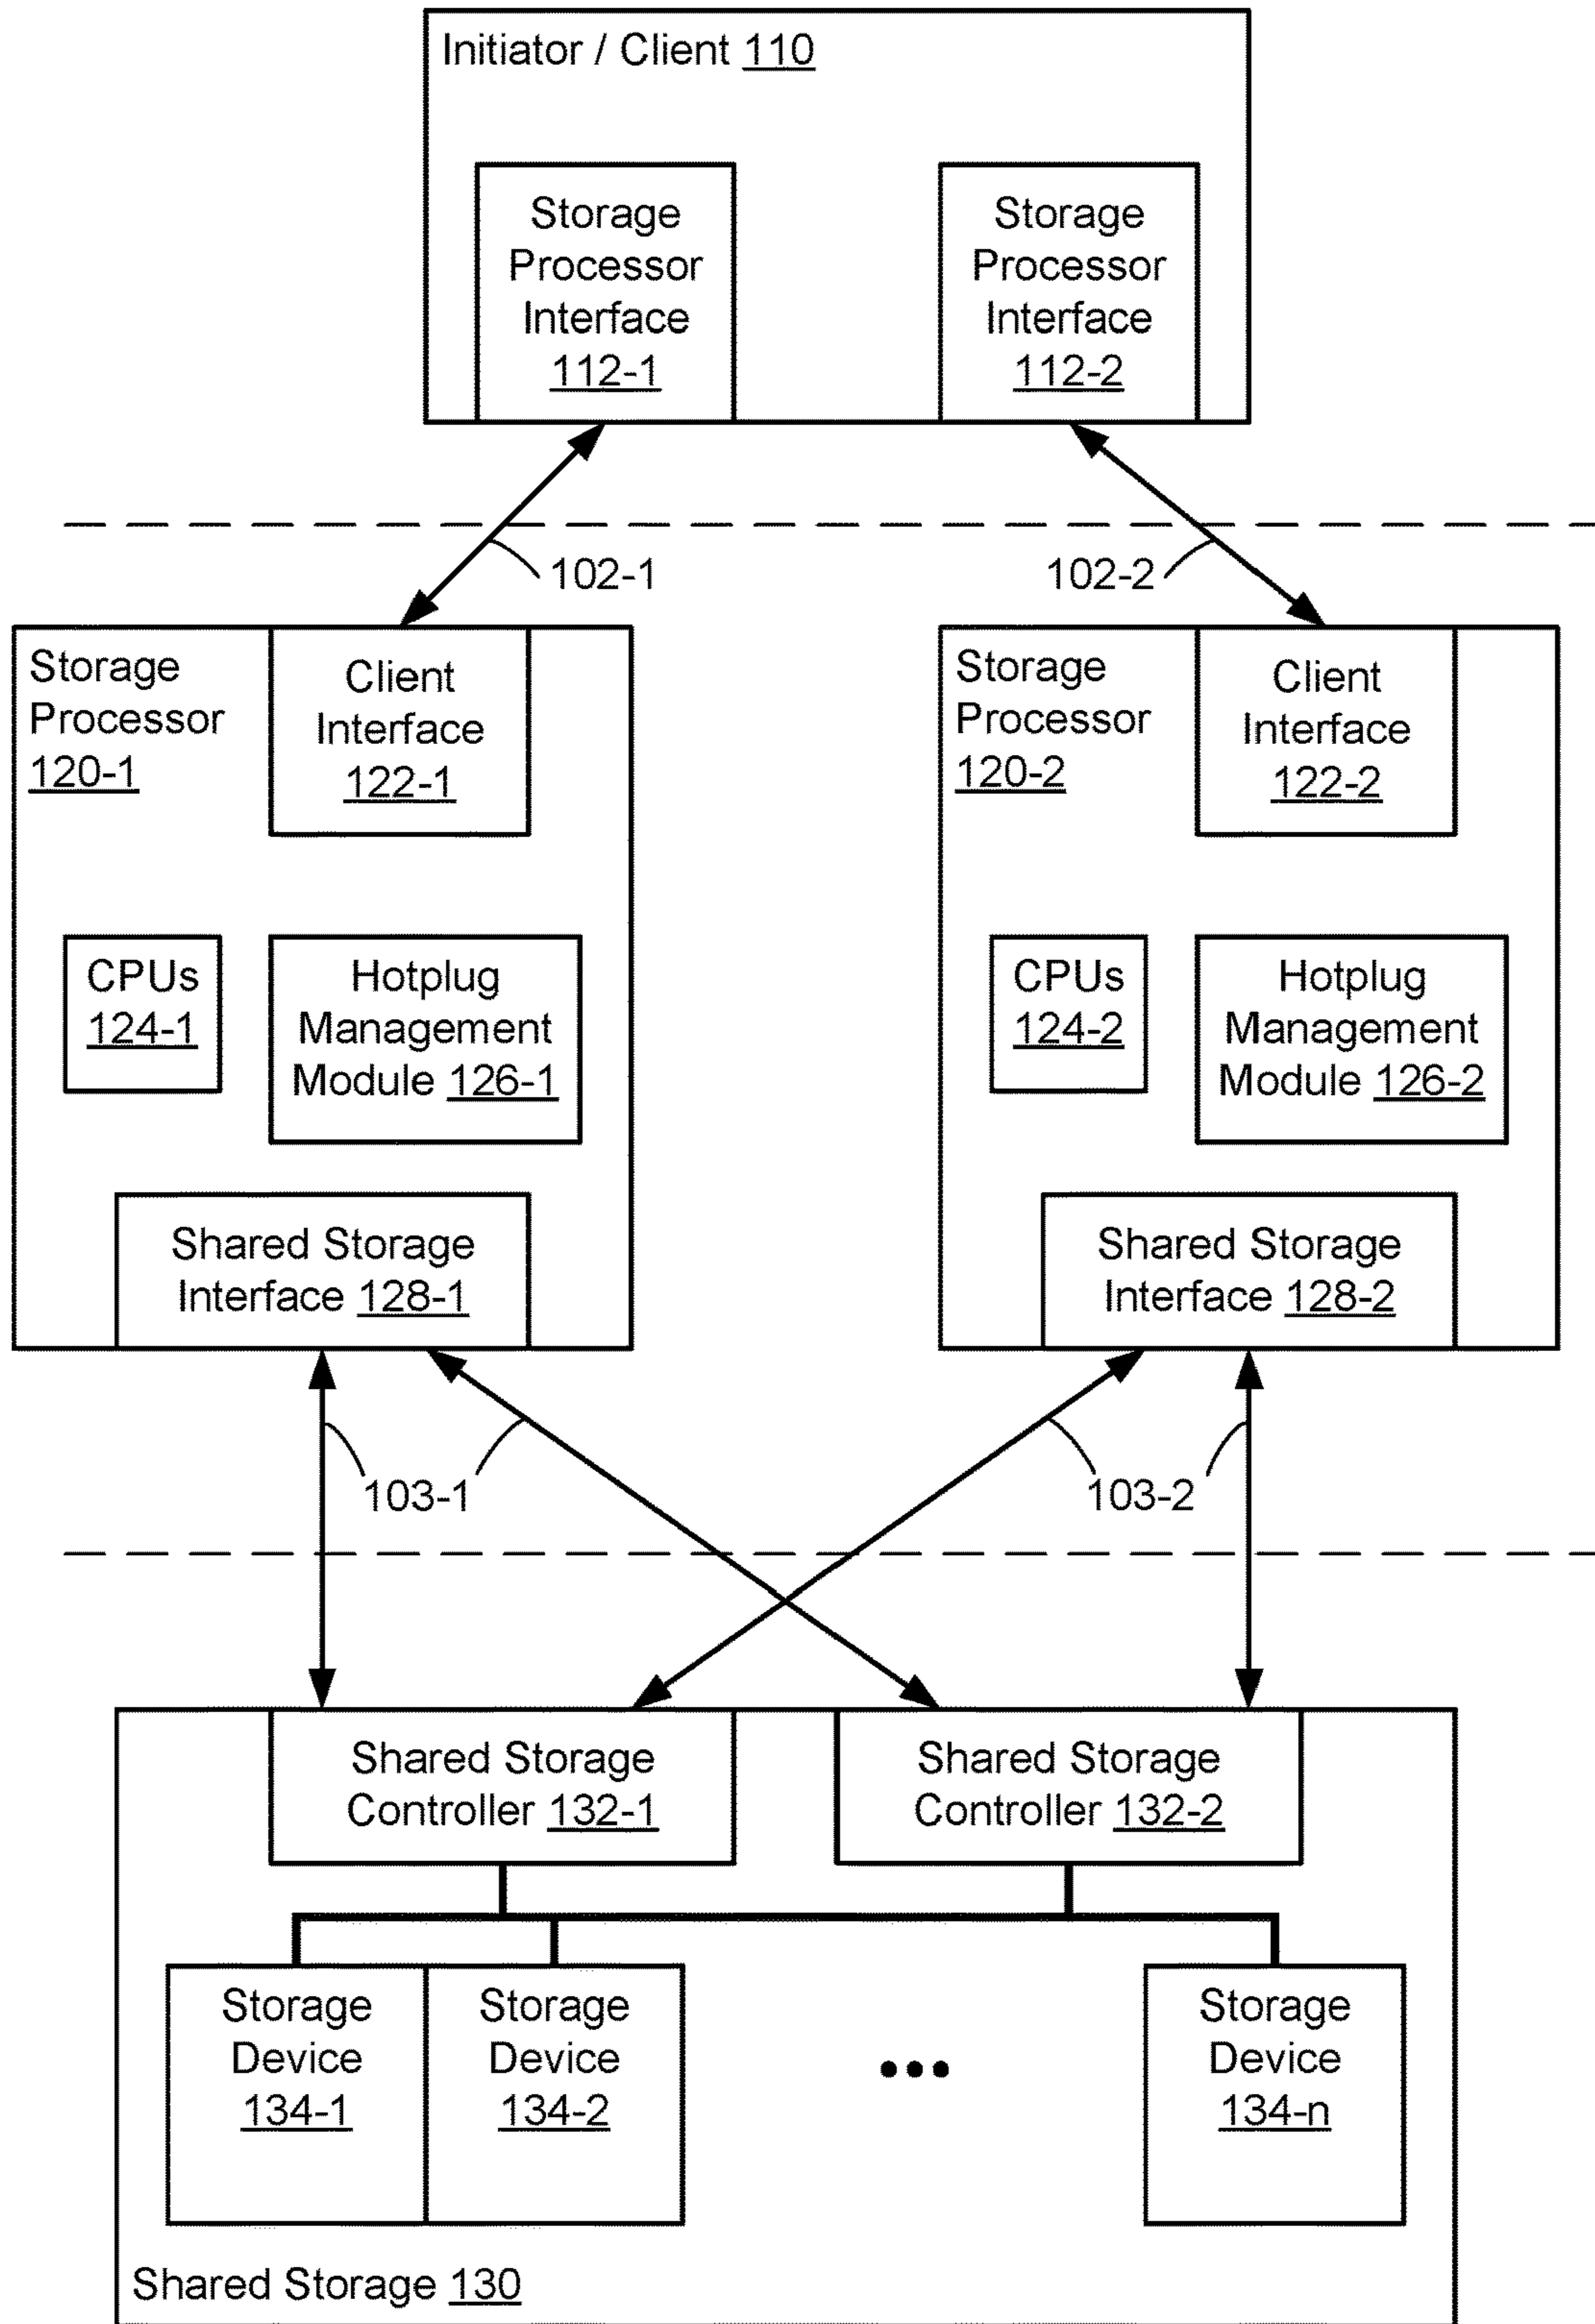 Initiator / Client 110
Storage
Processor
Interface
112-1
Storage
Processor
Interface
112-2
102-1
102-2
Storage
Processor
120-1
Client
Interface
122-1
CPUs
124-1
Hotplug
Management
Module 126-1
Shared Storage
Interface 128-1
Storage
Processor
120-2
Client
Interface
122-2
CPUs
124-2
Hotplug
Management
Module 126-2
Shared Storage
Interface 128-2
103-1
103-2
Shared Storage
Controller 132-1
Shared Storage
Controller 132-2
Storage
Device
134-1
Storage
Device
134-2
•••
Storage
Device
134-n
Shared Storage 130